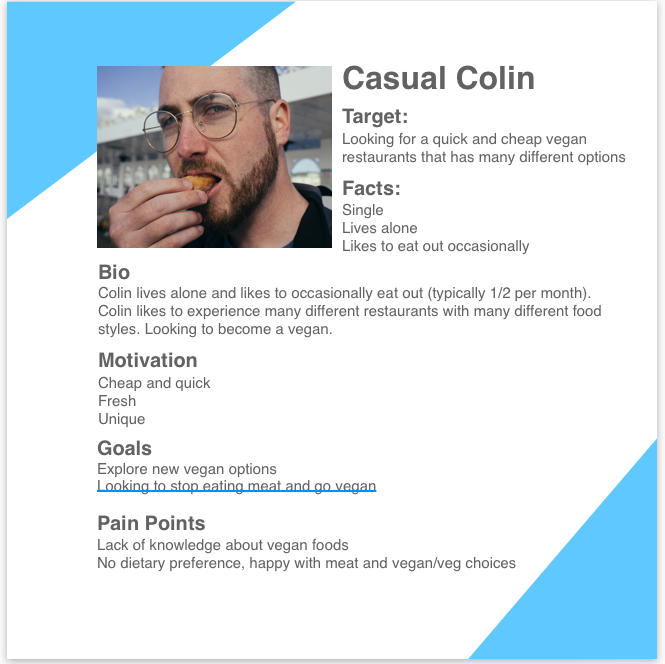 Casual Colin
Target:
Looking for a quick and cheap vegan
restaurants that has many different options
Facts:
Single
Lives alone
Likes to eat out occasionally
Bio
Colin lives alone and likes to occasionally eat out (typically 1/2 per month).
Colin likes to experience many different restaurants with many different food
styles. Looking to become a vegan.
Motivation
Cheap and quick
Fresh
Unique
Goals
Explore new vegan options
Looking to stop eating meat and go vegan
Pain Points
Lack of knowledge about vegan foods
No dietary preference, happy with meat and vegan/veg choices